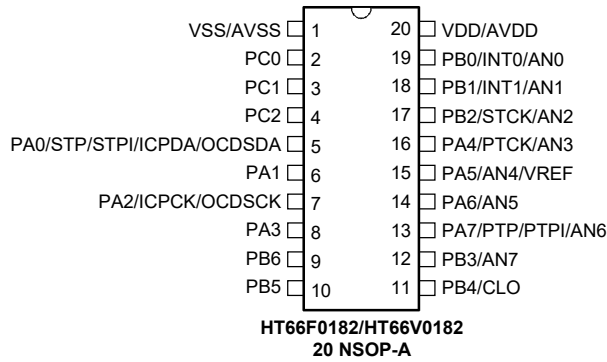 VSS/AVSS 1 20 VDD/AVDD
PC0 2 19 PB0/INT0/AN0
PC1 3 18 PB1/INT1/AN1
PC2 4 17 PB2/STCK/AN2
PA0/STP/STPI/ICPDA/OCDSDA 5 16 PA4/PTCK/AN3
PA1 6 15 PA5/AN4/VREF
PA2/ICPCK/OCDSCK 7 14 PA6/AN5
PA3 8 13 PA7/PTP/PTPI/AN6
PB6 9 12 PB3/AN7
PB5 10 11 PB4/CLO
HT66F0182/HT66V0182
20 NSOP-A